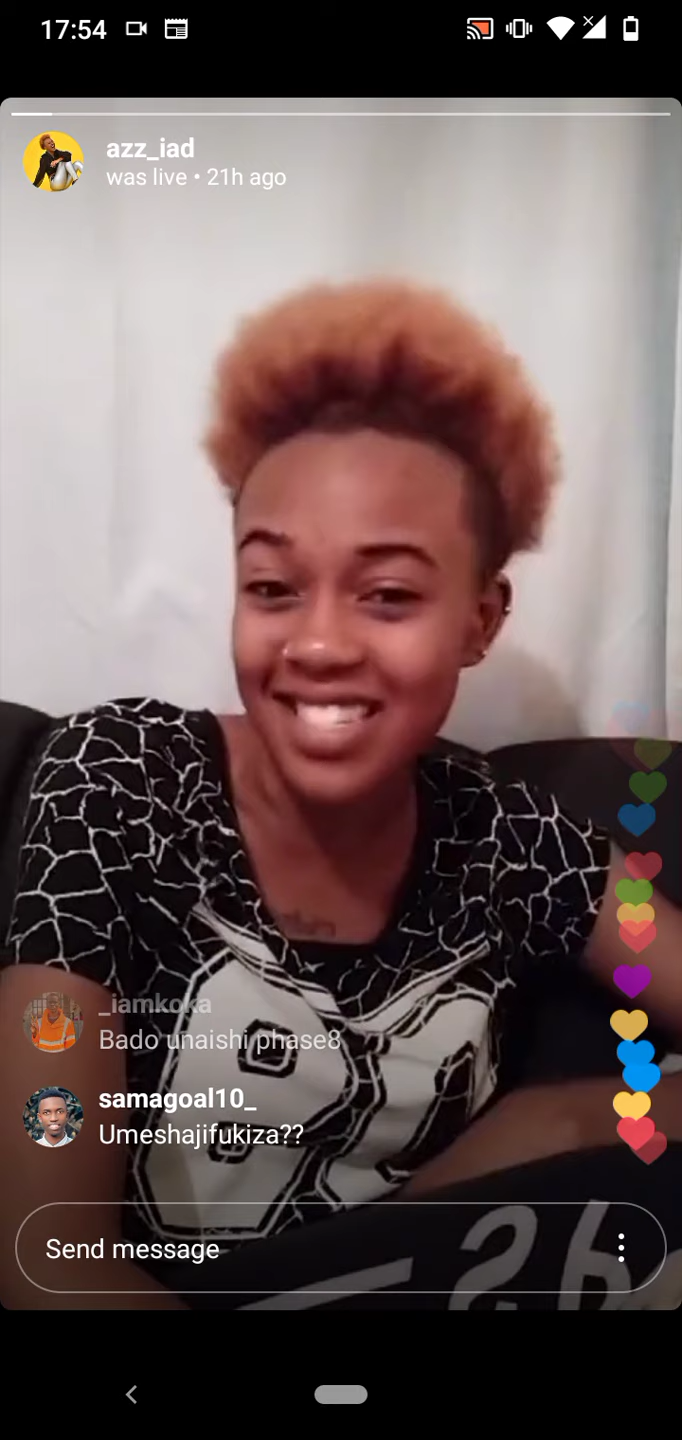 17:54
azz_iad
was live • 21h ago
_iamkoka
Bado unaishi phase8
samagoal10_
Umeshajifukiza??
Send message